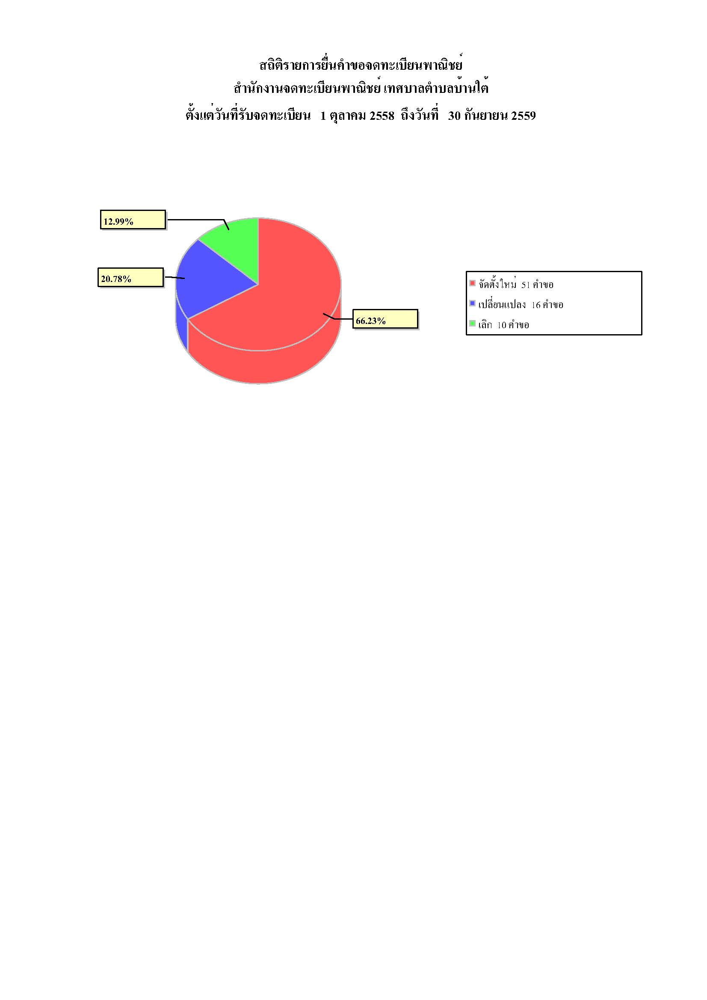 สถิติรายการยื่นคำขอจดทะเบียนพาณิชย์
สำนักงานจดทะเบียนพาณิชย์ เทศบาลตำบลบ้านใต้
ตั้งแต่วันที่รับจดทะเบียน 1 ตุลาคม 2558 ถึงวันที่ 30 กันยายน 2559
12.99%
20.78%
66.23%
จัดตั้งใหม่ 51 คำขอ
เปลี่ยนแปลง 16 คำขอ
เลิก 10 คำขอ